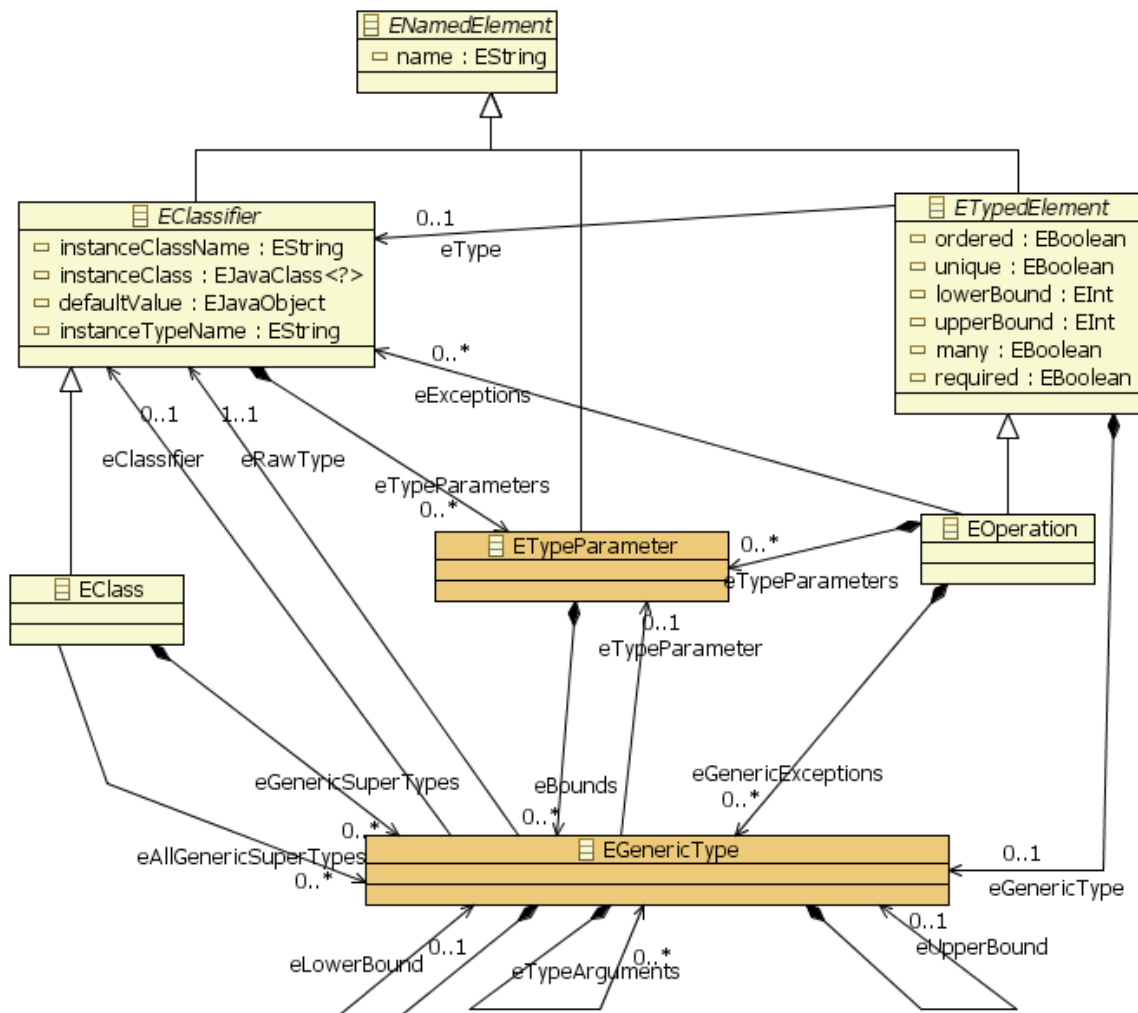 ENamedElement
name : EString
EClassifier
instanceClassName : EString
instanceClass : EJavaClass<?>
defaultValue : EJavaObject
instanceTypeName : EString
0..1
eType
ETypedElement
ordered : EBoolean
unique : EBoolean
lowerBound : EInt
upperBound : EInt
many : EBoolean
required : EBoolean
0..*
eExceptions
0..1
1..1
eClassifier
eRawType
eTypeParameters
0..*
ETypeParameter
0..*
eTypeParameters
EOperation
EClass
0..1
eTypeParameter
eGenericSuperTypes
eBounds
eGenericExceptions
0..*
0..*
0..*
eAllGenericSuperTypes
0..*
EGenericType
0..1
eGenericType
0..1
eLowerBound
eTypeArguments
0..*
0..1
eUpperBound